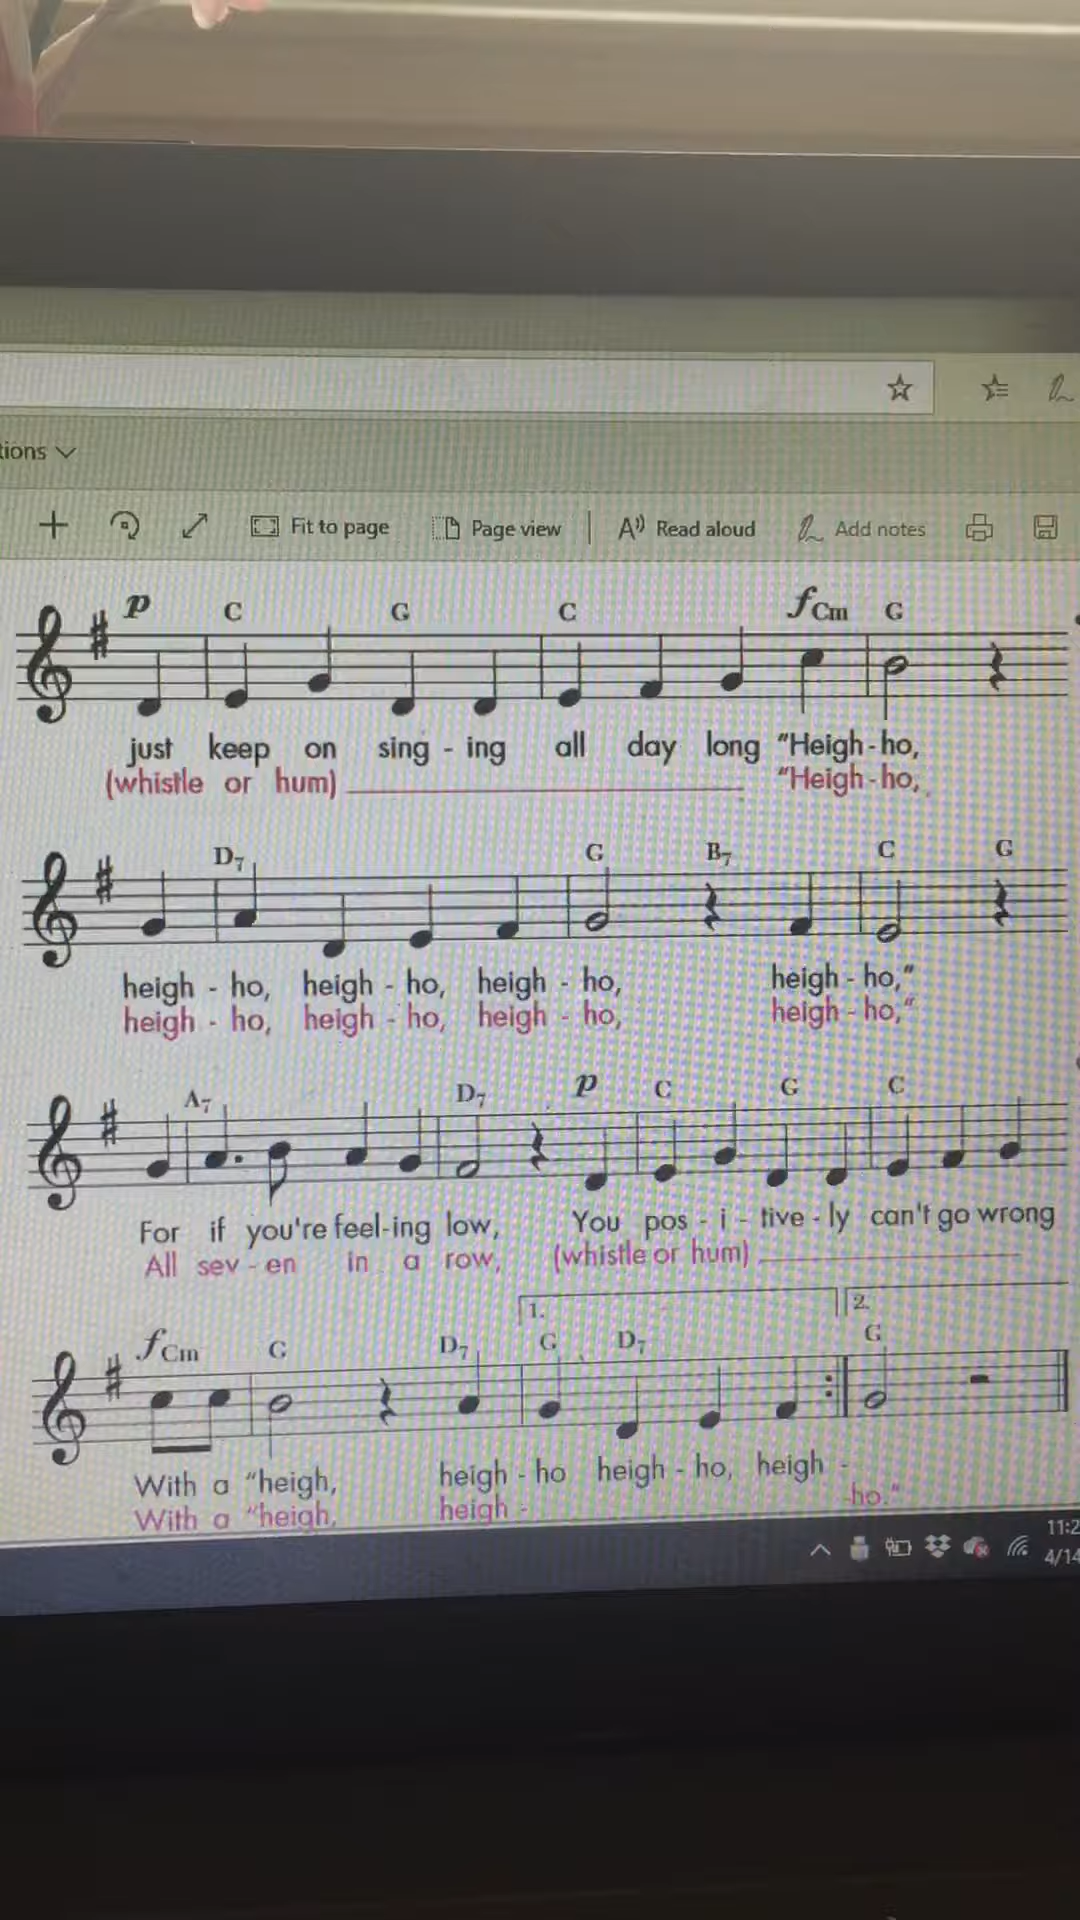 tions
Fit to page Page view Read aloud Add notes
p C G C f Cm G
just keep on sing - ing all day long "Heigh - ho,
(whistle or hum) "Heigh - ho,
D7 G B7 C G
heigh - ho, heigh - ho, heigh - ho, heigh - ho,"
heigh - ho, heigh - ho, heigh - ho, heigh - ho,"
A7 D7 p C G C
For if you're feel-ing low, You pos - i - tive - ly can't go wrong
All sev - en in a row, (whistle or hum)
1. 2.
f Cm G D7 G D7 G
With a "heigh, heigh - ho heigh - ho, heigh -
With a "heigh, heigh - -ho."
11:2
4/14